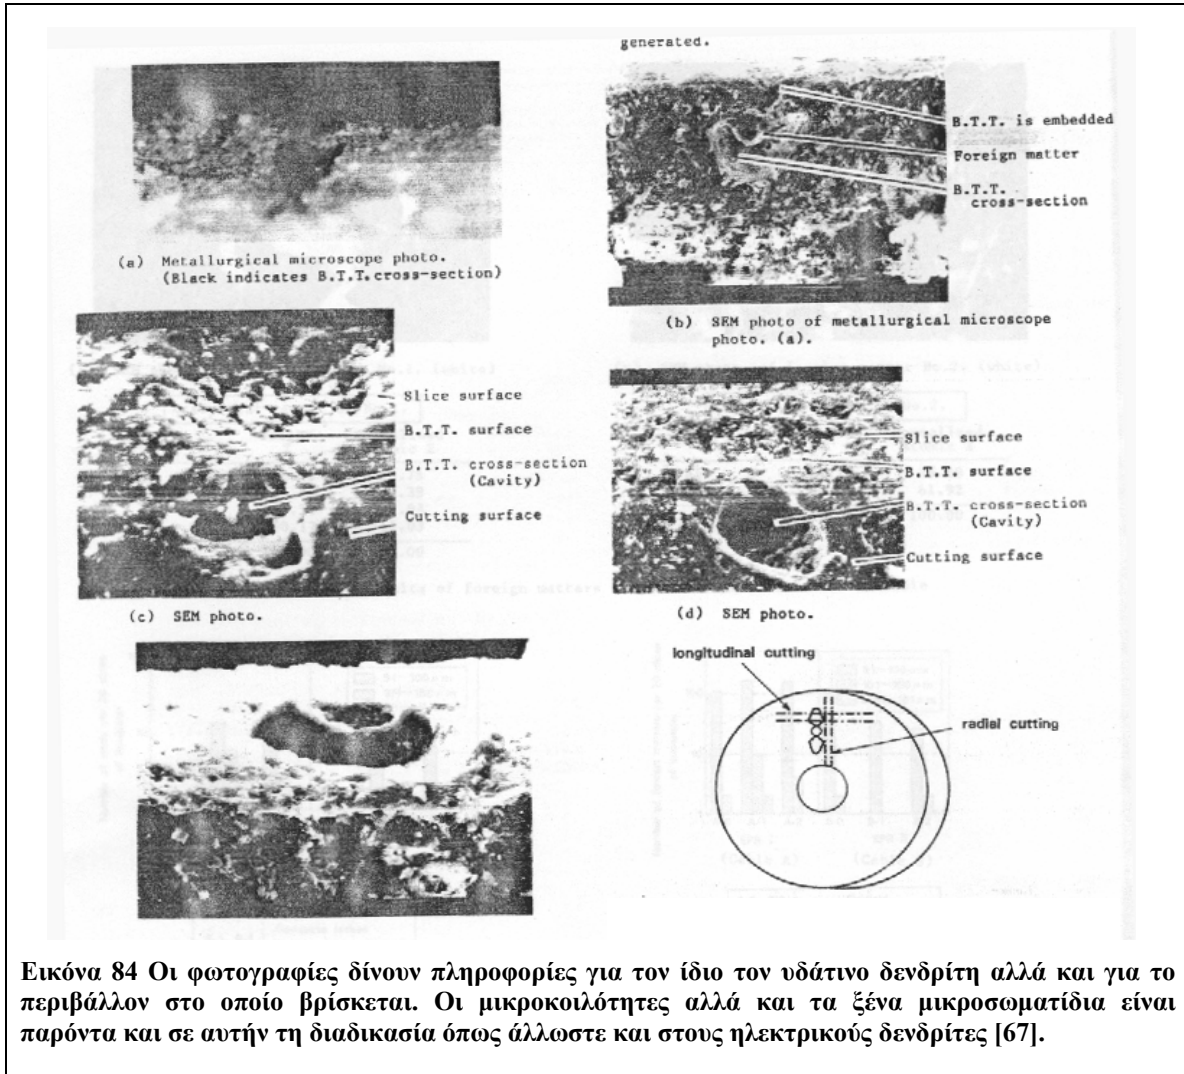 generated.
B.T.T. is embedded
Foreign matter
B.T.T.
cross-section
(a) Metallurgical microscope photo.
(Black indicates B.T.T.cross-section)
(b) SEM photo of metallurgical microscope
photo. (a).
Slice surface
B.T.T. surface
B.T.T. cross-section
(Cavity)
Cutting surface
(c) SEM photo.
Slice surface
B.T.T. surface
B.T.T. cross-section
(Cavity)
Cutting surface
(d) SEM photo.
longitudinal cutting
radial cutting
Εικόνα 84 Οι φωτογραφίες δίνουν πληροφορίες για τον ίδιο τον υδάτινο δενδρίτη αλλά και για το
περιβάλλον στο οποίο βρίσκεται. Οι μικροκοιλότητες αλλά και τα ξένα μικροσωματίδια είναι
παρόντα και σε αυτήν τη διαδικασία όπως άλλωστε και στους ηλεκτρικούς δενδρίτες [67].